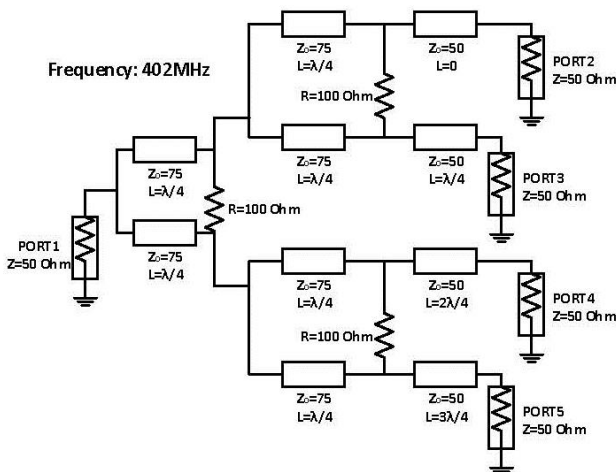 Z₀=75
L=λ/4
Z₀=50
L=0
PORT2
Z=50 Ohm
Frequency: 402MHz
R=100 Ohm
Z₀=75
L=λ/4
Z₀=75
L=λ/4
Z₀=50
L=λ/4
PORT3
Z=50 Ohm
R=100 Ohm
PORT1
Z=50 Ohm
Z₀=75
L=λ/4
Z₀=75
L=λ/4
Z₀=50
L=2λ/4
PORT4
Z=50 Ohm
R=100 Ohm
Z₀=75
L=λ/4
Z₀=50
L=3λ/4
PORT5
Z=50 Ohm